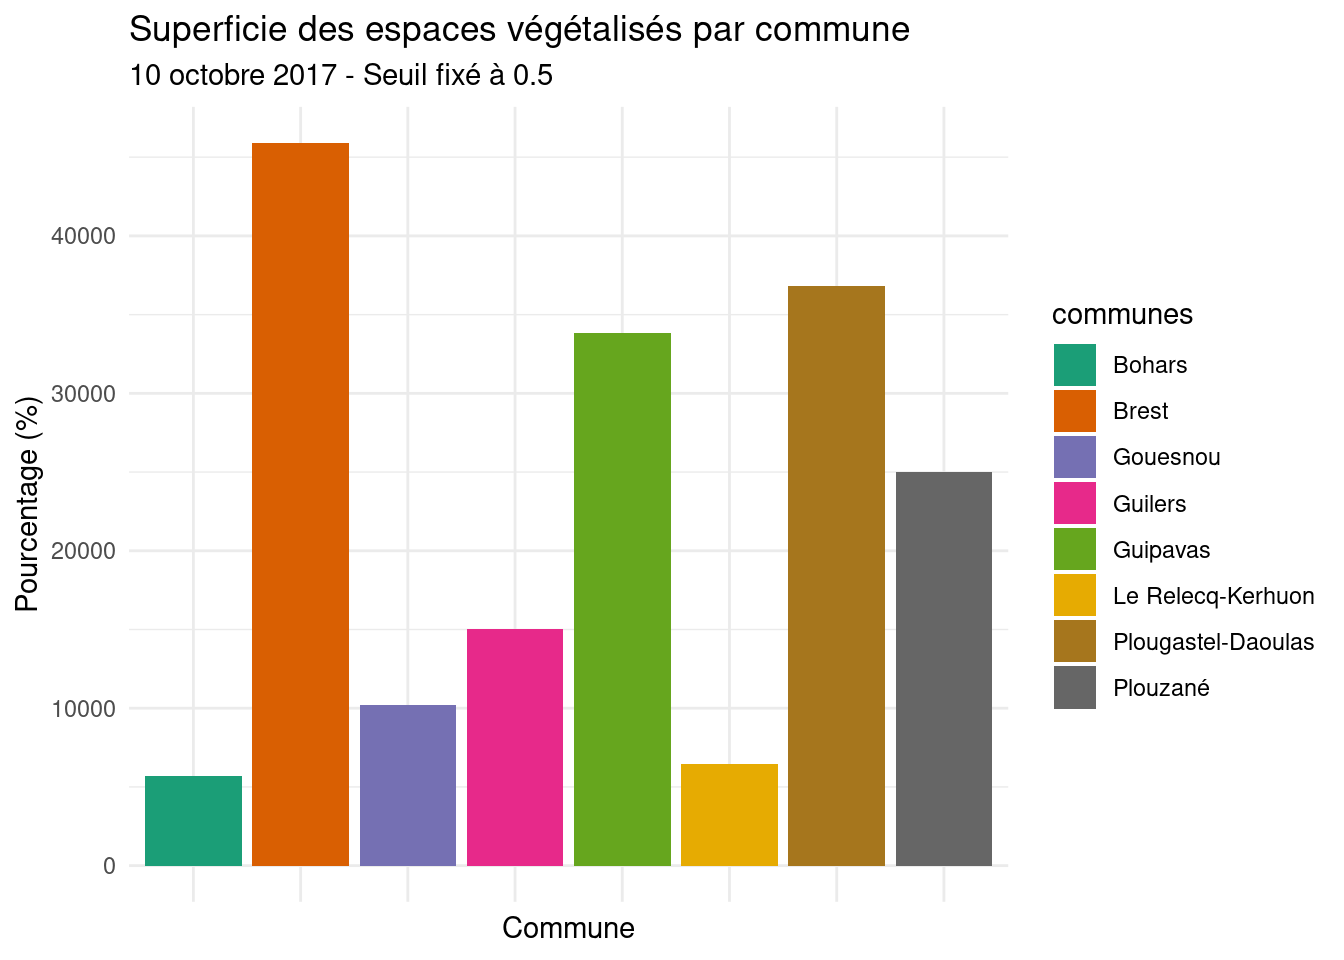 Superficie des espaces végétalisés par commune
10 octobre 2017 - Seuil fixé à 0.5
Pourcentage (%)
40000
30000
20000
10000
0
Commune
communes
Bohars
Brest
Gouesnou
Guilers
Guipavas
Le Relecq-Kerhuon
Plougastel-Daoulas
Plouzané